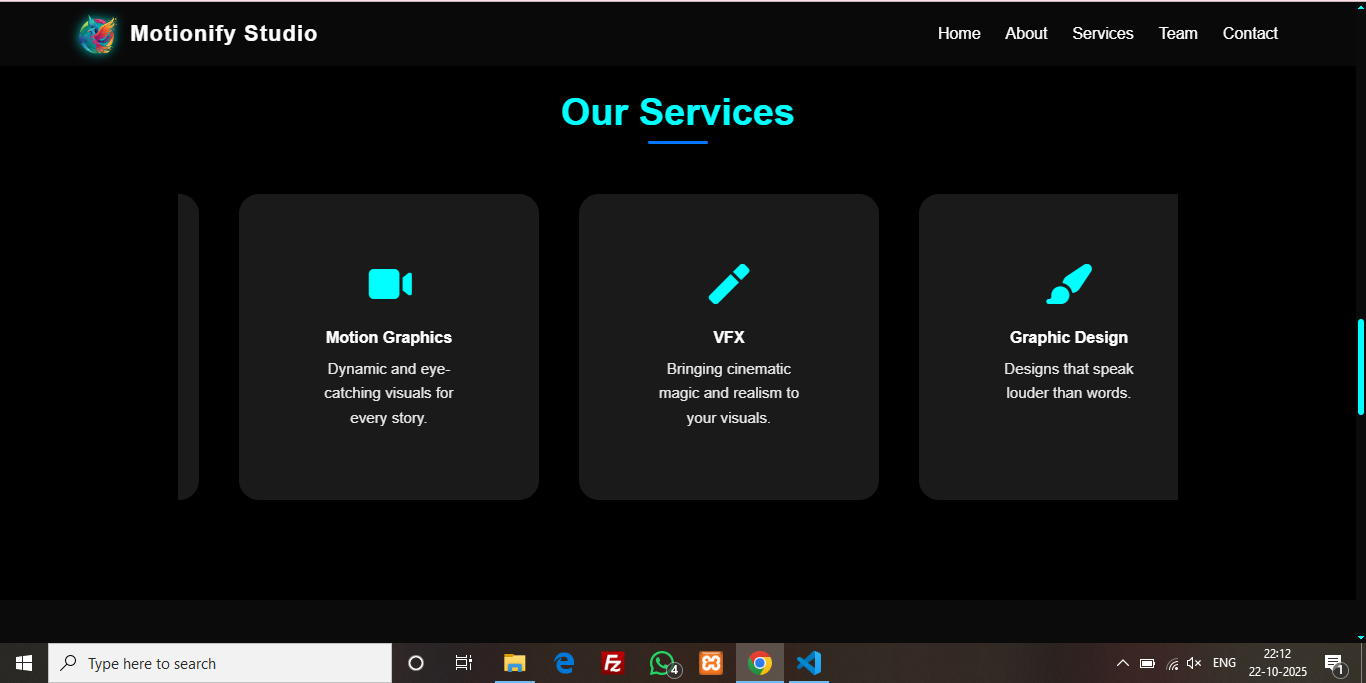 Motionify Studio
Home About Services Team Contact
Our Services
Motion Graphics
Dynamic and eye-
catching visuals for
every story.
VFX
Bringing cinematic
magic and realism to
your visuals.
Graphic Design
Designs that speak
louder than words.
Type here to search
4
ENG
22:12
22-10-2025
1